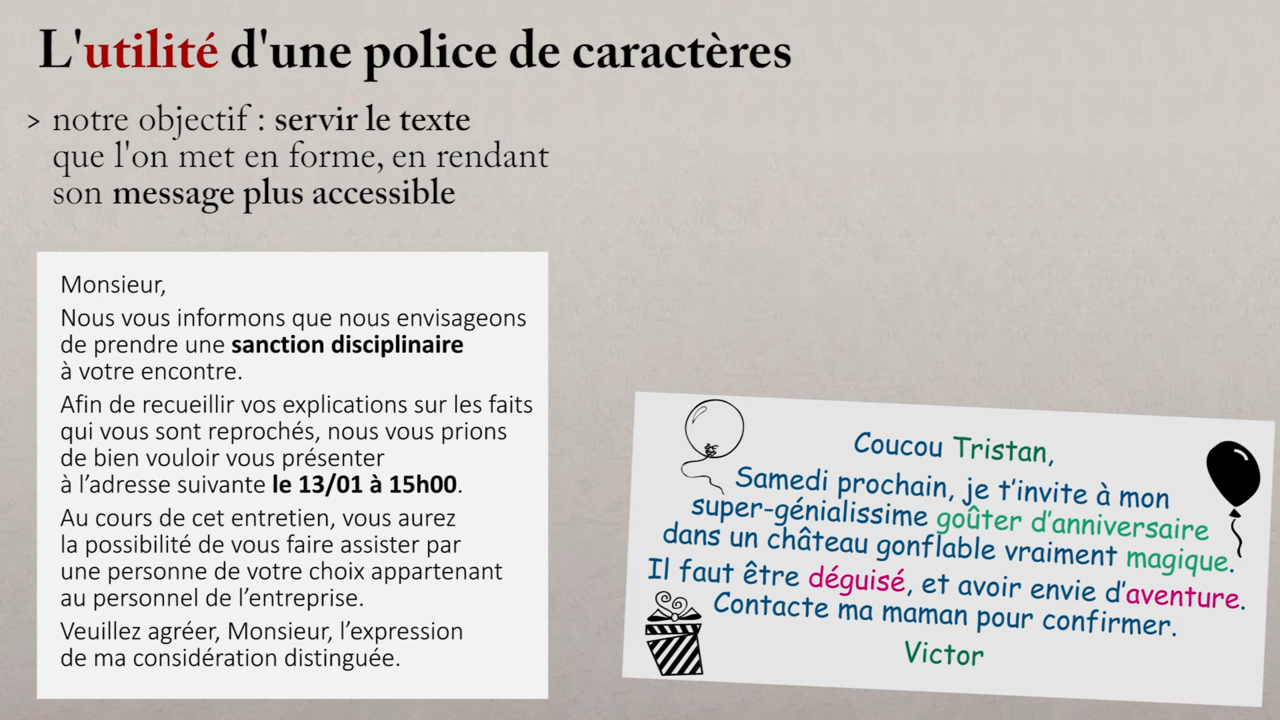 L'utilité d'une police de caractères
> notre objectif : servir le texte
que l'on met en forme, en rendant
son message plus accessible
Monsieur,
Nous vous informons que nous envisageons
de prendre une sanction disciplinaire
à votre encontre.
Afin de recueillir vos explications sur les faits
qui vous sont reprochés, nous vous prions
de bien vouloir vous présenter
à l’adresse suivante le 13/01 à 15h00.
Au cours de cet entretien, vous aurez
la possibilité de vous faire assister par
une personne de votre choix appartenant
au personnel de l’entreprise.
Veuillez agréer, Monsieur, l’expression
de ma considération distinguée.
Coucou Tristan,
Samedi prochain, je t’invite à mon
super-génialissime goûter d’anniversaire
dans un château gonflable vraiment magique.
Il faut être déguisé, et avoir envie d’aventure.
Contacte ma maman pour confirmer.
Victor